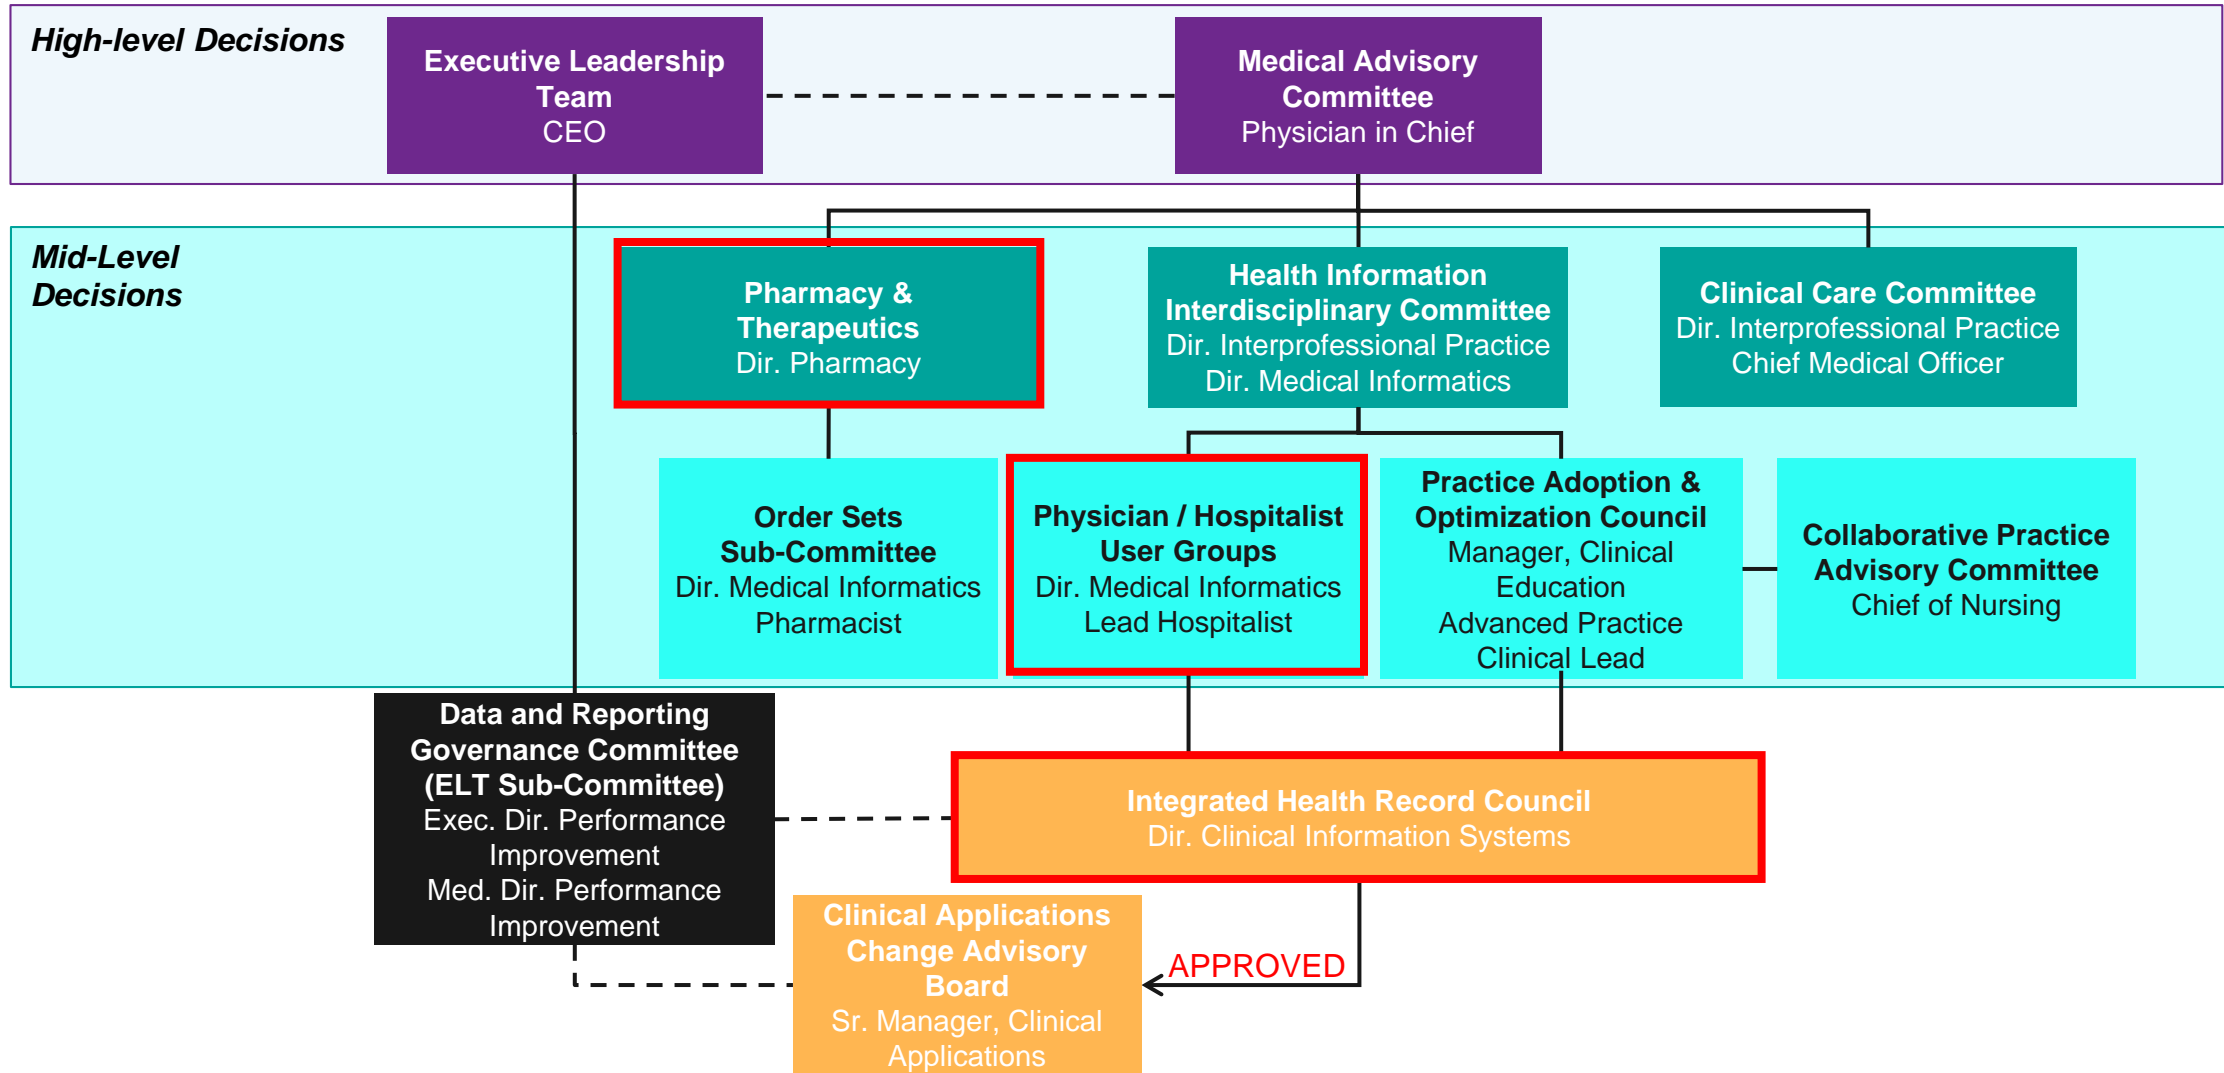 High-level Decisions
Executive Leadership
Team
CEO
Medical Advisory
Committee
Physician in Chief
Mid-Level
Decisions
Pharmacy &
Therapeutics
Dir. Pharmacy
Health Information
Interdisciplinary Committee
Dir. Interprofessional Practice
Dir. Medical Informatics
Clinical Care Committee
Dir. Interprofessional Practice
Chief Medical Officer
Order Sets
Sub-Committee
Dir. Medical Informatics
Pharmacist
Physician / Hospitalist
User Groups
Dir. Medical Informatics
Lead Hospitalist
Practice Adoption &
Optimization Council
Manager, Clinical
Education
Advanced Practice
Clinical Lead
Collaborative Practice
Advisory Committee
Chief of Nursing
Data and Reporting
Governance Committee
(ELT Sub-Committee)
Exec. Dir. Performance
Improvement
Med. Dir. Performance
Improvement
Integrated Health Record Council
Dir. Clinical Information Systems
Clinical Applications
Change Advisory
Board
Sr. Manager, Clinical
Applications
APPROVED